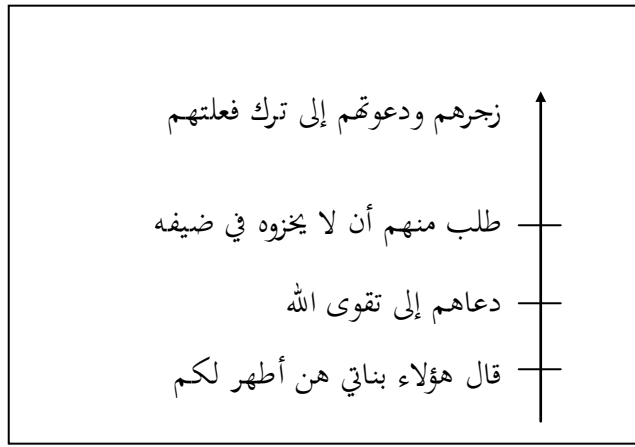 زجرهم ودعوتهم إلى ترك فعلتهم
طلب منهم أن لا يخزوه في ضيفه
دعاهم إلى تقوى الله
قال هؤلاء بناتي هن أطهر لكم